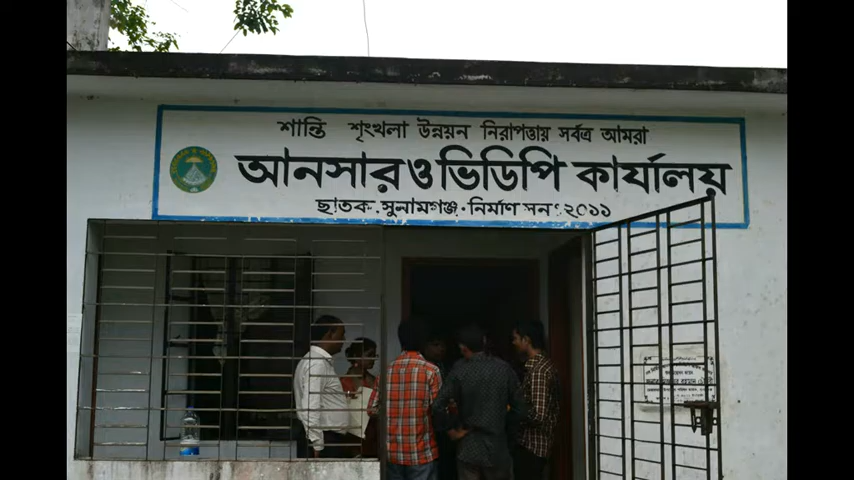 শান্তি শৃংখলা উন্নয়ন নিরাপত্তায় সর্বত্র আমরা
আনসার ও ভিডিপি কার্যালয়
ছাতক, সুনামগঞ্জ। নির্মাণ সন: ২০১১